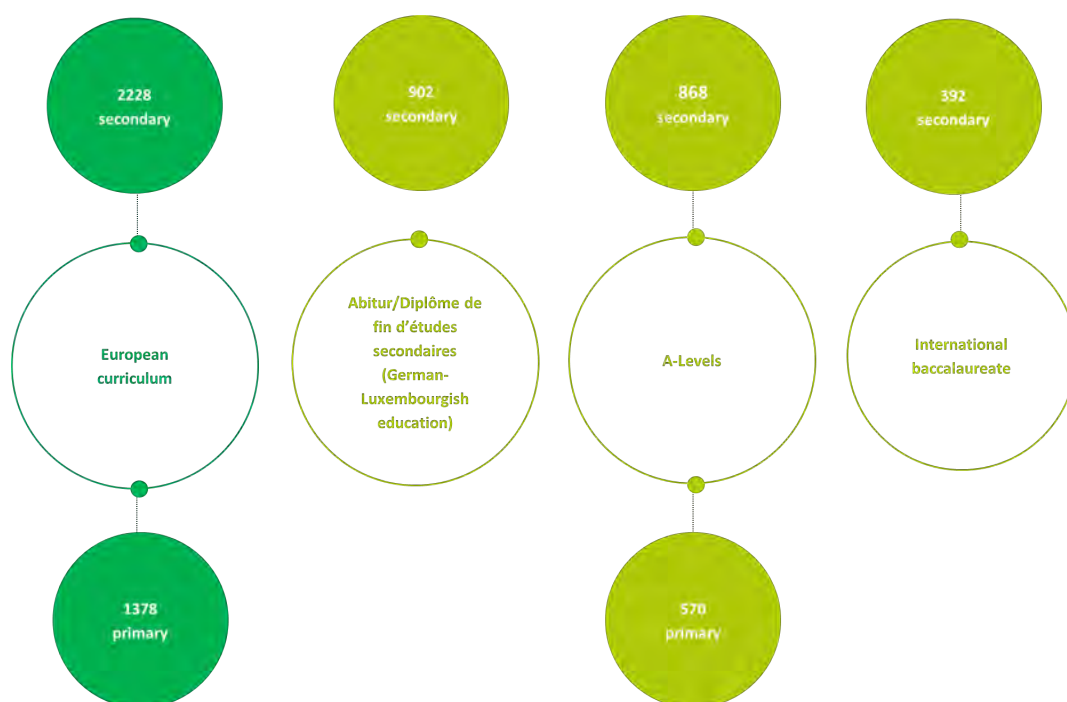 2228
secondary
902
secondary
868
secondary
392
secondary
European
curriculum
Abitur/Diplôme de
fin d'études
secondaires
(German-
Luxembourgish
education)
A-Levels
International
baccalaureate
1378
primary
570
primary